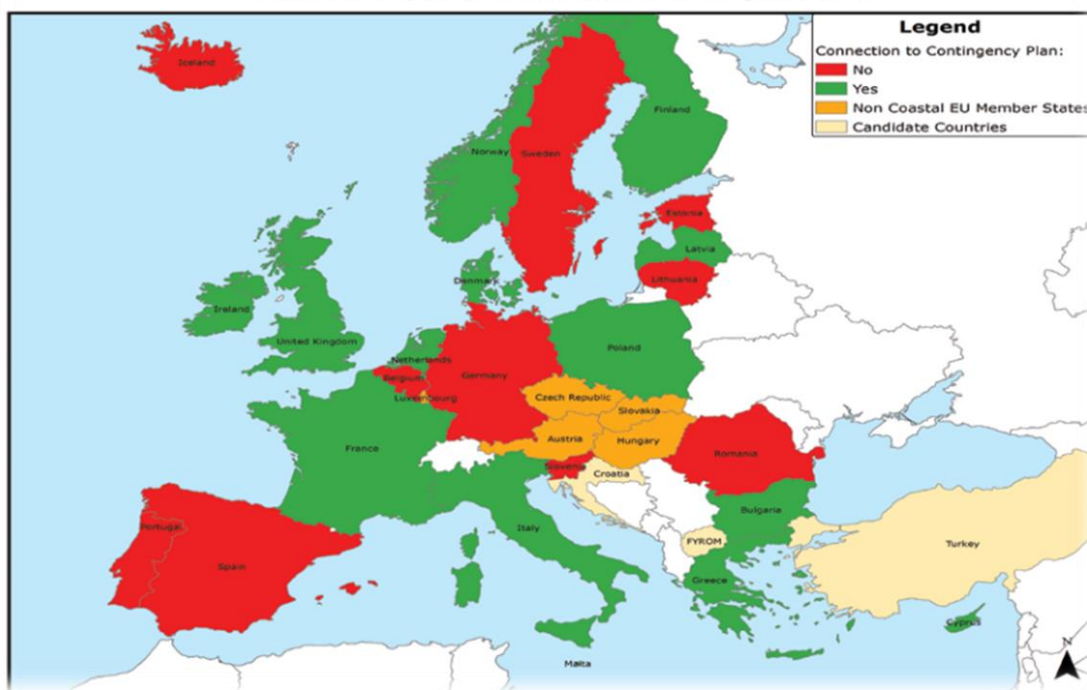 Legend
Connection to Contingency Plan:
No
Yes
Non Coastal EU Member States
Candidate Countries
Iceland
Finland
Norway
Sweden
Estonia
Latvia
Denmark
Lithuania
Ireland
United Kingdom
Netherlands
Poland
Belgium
Germany
Luxembourg
Czech Republic
Slovakia
France
Austria
Hungary
Slovenia
Croatia
Romania
Portugal
Spain
Italy
Bulgaria
FYROM
Turkey
Greece
Cyprus
Malta
N